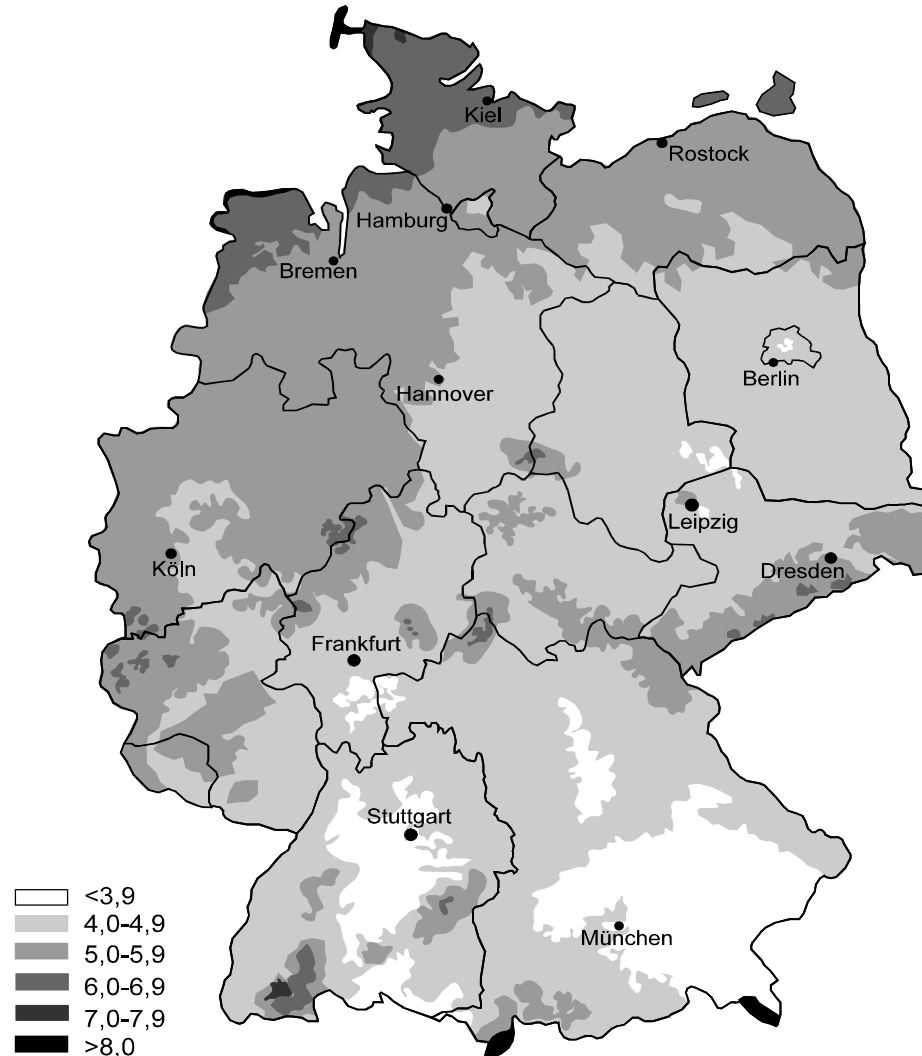 Kiel
Rostock
Hamburg
Bremen
Hannover
Berlin
Leipzig
Köln
Dresden
Frankfurt
Stuttgart
München
<3,9
4,0-4,9
5,0-5,9
6,0-6,9
7,0-7,9
>8,0